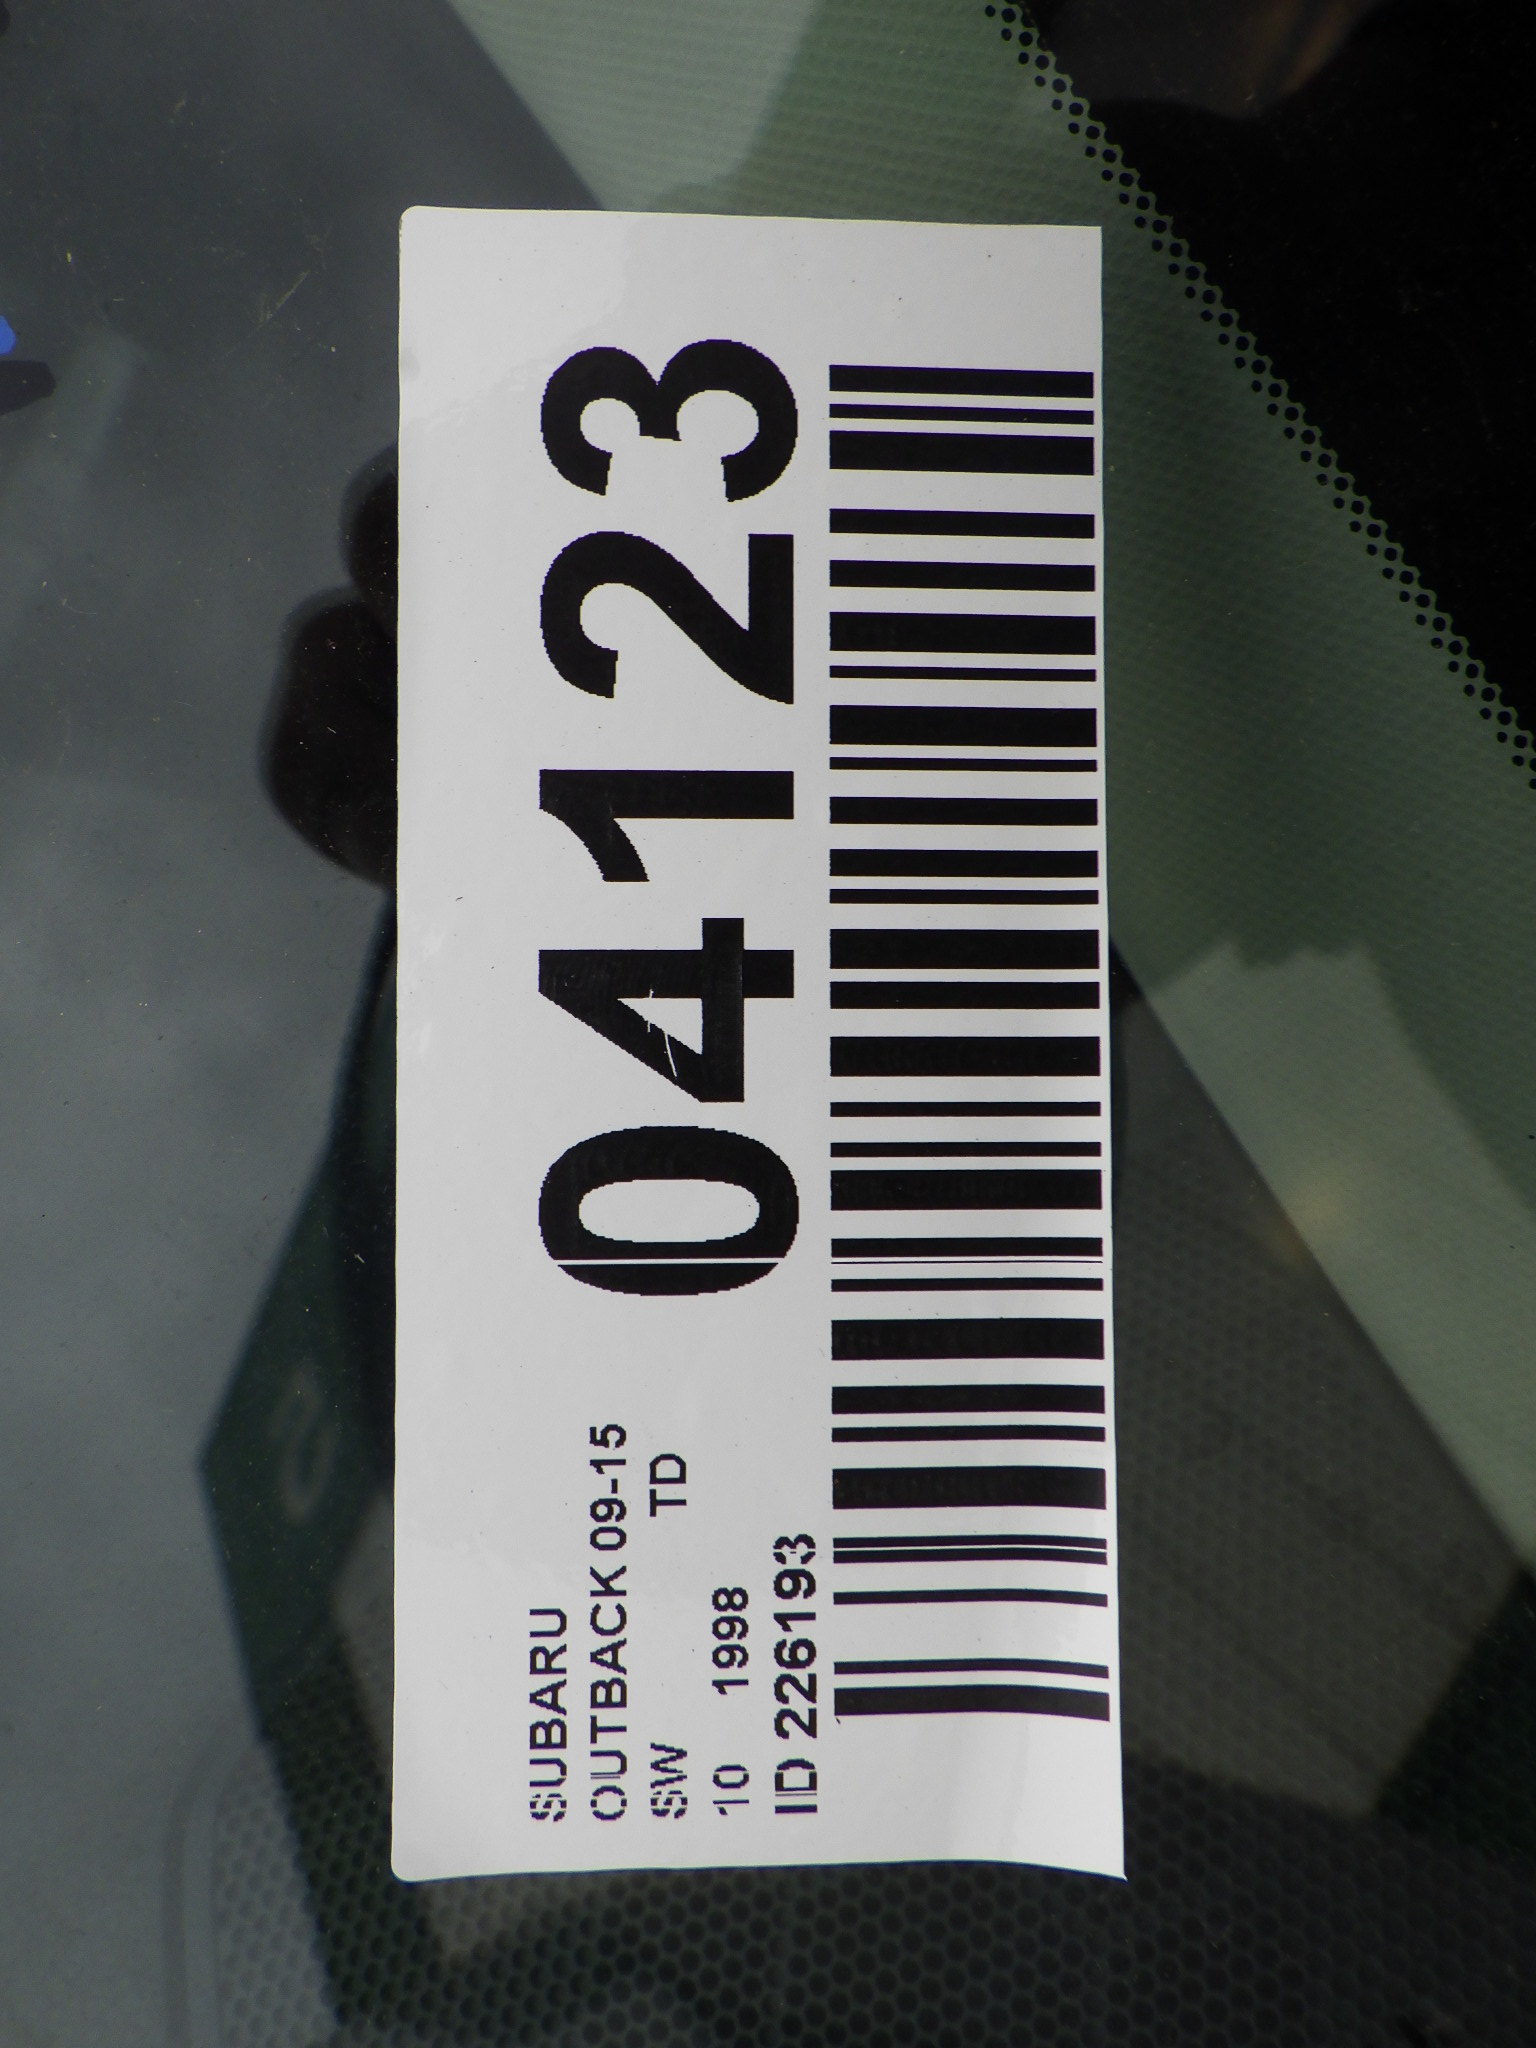 SUBARU
OUTBACK 09-15
SW TD
10 1998
ID 226193
04123